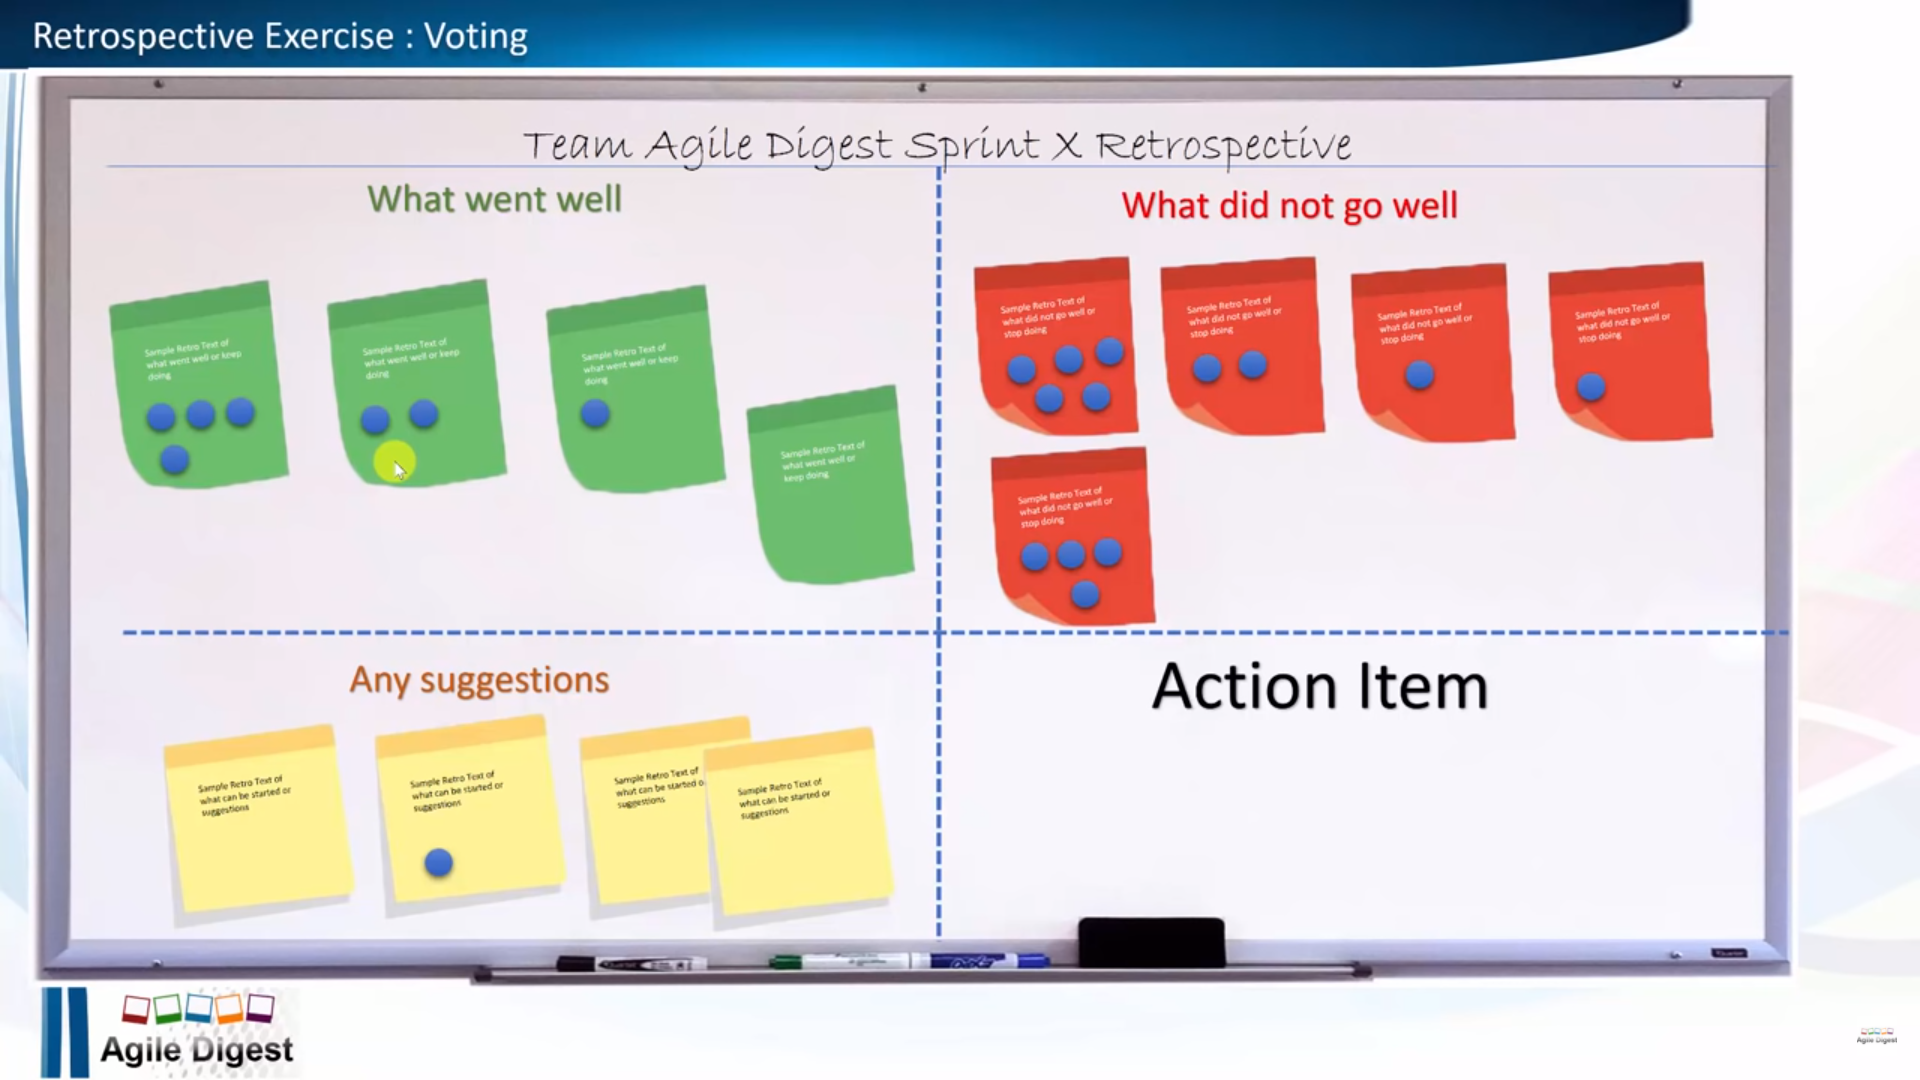 Retrospective Exercise : Voting
Team Agile Digest Sprint X Retrospective
What went well
What did not go well
Sample Retro Text of
what went well or keep
doing
Sample Retro Text of
what went well or keep
doing
Sample Retro Text of
what went well or keep
doing
Sample Retro Text of
what went well or
keep doing
Sample Retro Text of
what did not go well or
stop doing
Sample Retro Text of
what did not go well or
stop doing
Sample Retro Text of
what did not go well or
stop doing
Sample Retro Text of
what did not go well or
stop doing
Sample Retro Text of
what did not go well or
stop doing
Any suggestions
Action Item
Sample Retro Text of
what can be started or
suggestions
Sample Retro Text of
what can be started or
suggestions
Sample Retro Text of
what can be started o
suggestions
Sample Retro Text of
what can be started or
suggestions
Agile Digest
Agile Digest